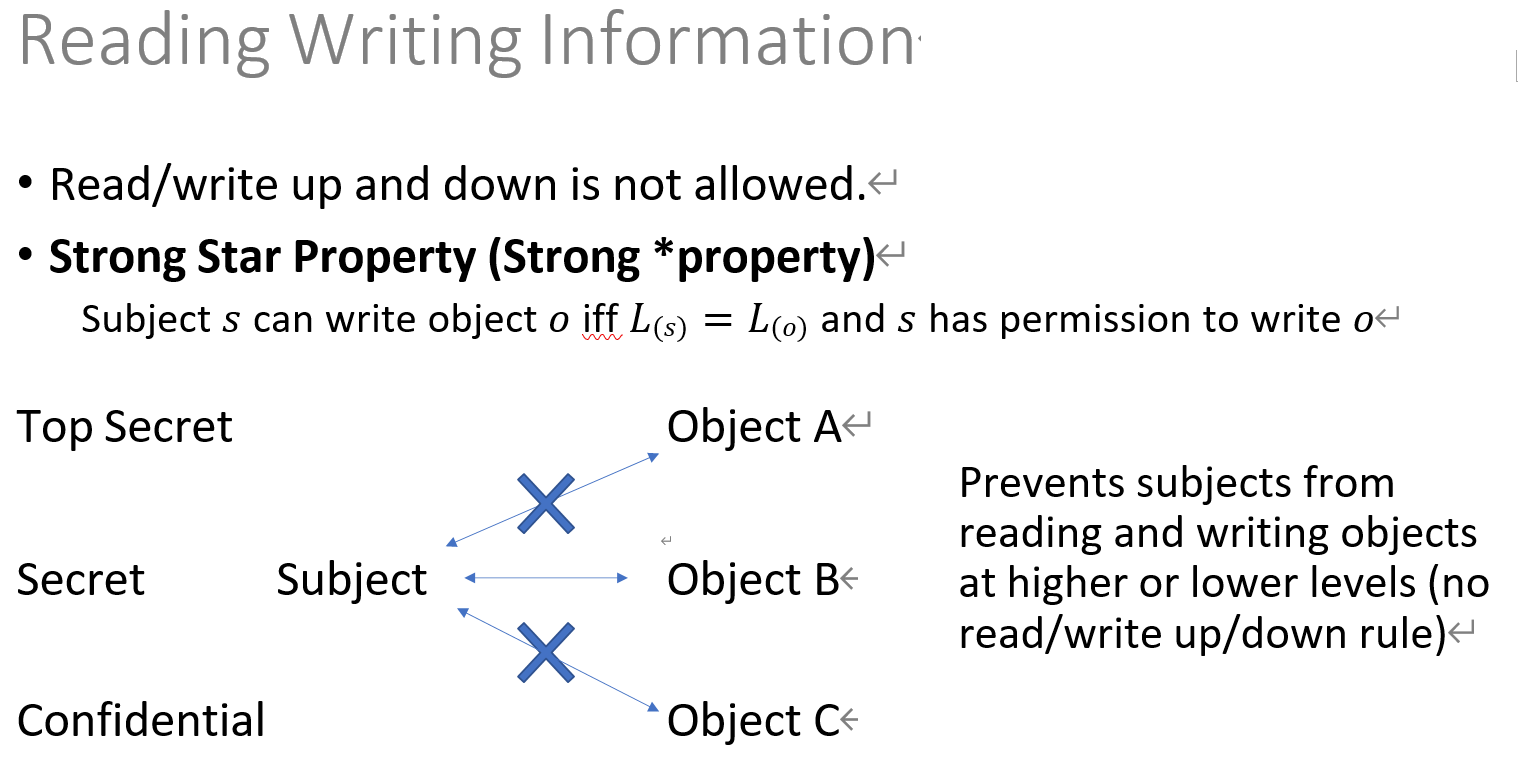 Reading Writing Information
• Read/write up and down is not allowed.
• Strong Star Property (Strong *property)
Subject s can write object o iff L(s) = L(o) and s has permission to write o
Top Secret Object A
Prevents subjects from
reading and writing objects
at higher or lower levels (no
read/write up/down rule)
Secret Subject Object B
Confidential Object C